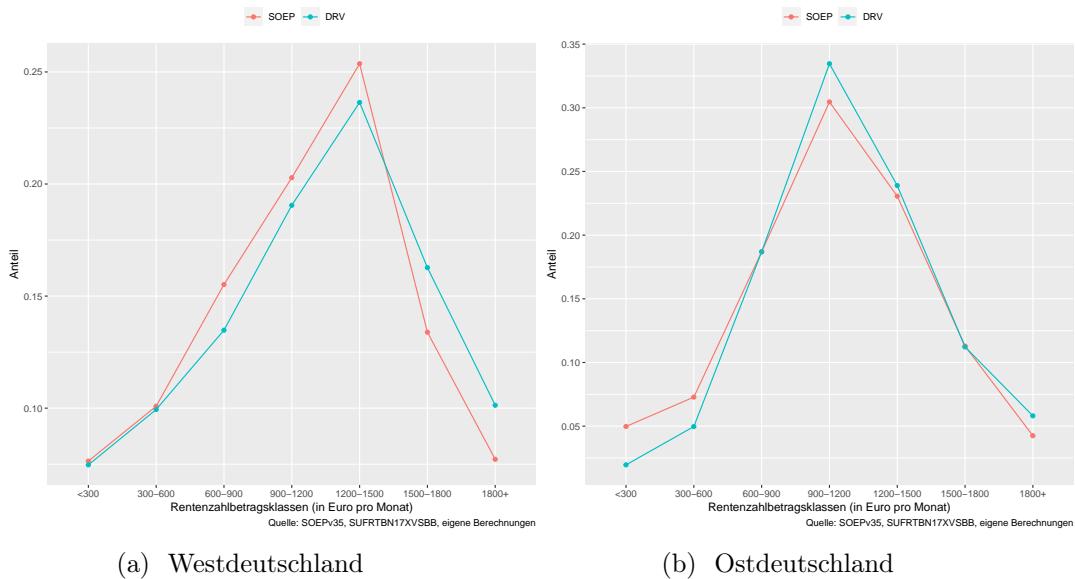 SOEP DRV
Anteil
0.25
0.20
0.15
0.10
<300 300–600 600–900 900–1200 1200–1500 1500–1800 1800+
Rentenzahlbetragsklassen (in Euro pro Monat)
Quelle: SOEPv35, SUFRTBN17XVSBB, eigene Berechnungen
(a) Westdeutschland
SOEP DRV
Anteil
0.35
0.30
0.25
0.20
0.15
0.10
0.05
<300 300–600 600–900 900–1200 1200–1500 1500–1800 1800+
Rentenzahlbetragsklassen (in Euro pro Monat)
Quelle: SOEPv35, SUFRTBN17XVSBB, eigene Berechnungen
(b) Ostdeutschland